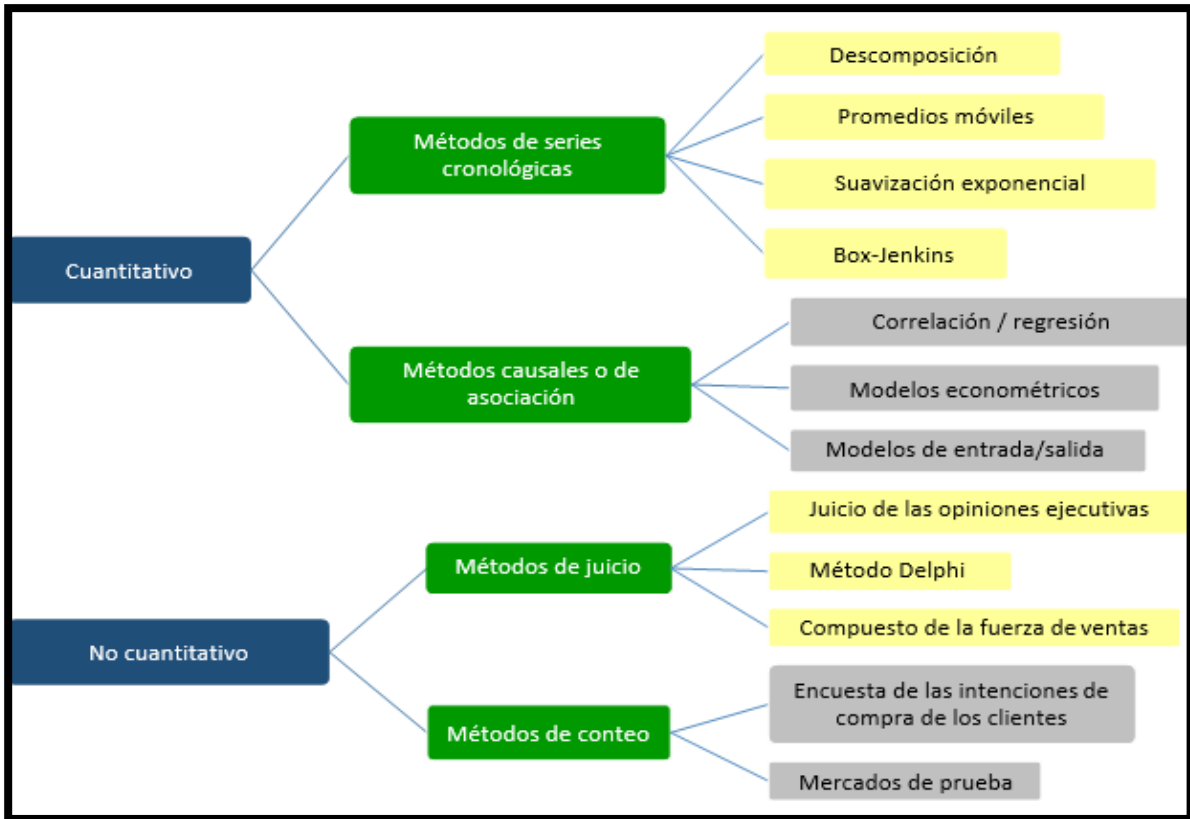 Cuantitativo
Métodos de series
cronológicas
Descomposición
Promedios móviles
Suavización exponencial
Box-Jenkins
Métodos causales o de
asociación
Correlación / regresión
Modelos econométricos
Modelos de entrada/salida
No cuantitativo
Métodos de juicio
Juicio de las opiniones ejecutivas
Método Delphi
Compuesto de la fuerza de ventas
Métodos de conteo
Encuesta de las intenciones de
compra de los clientes
Mercados de prueba